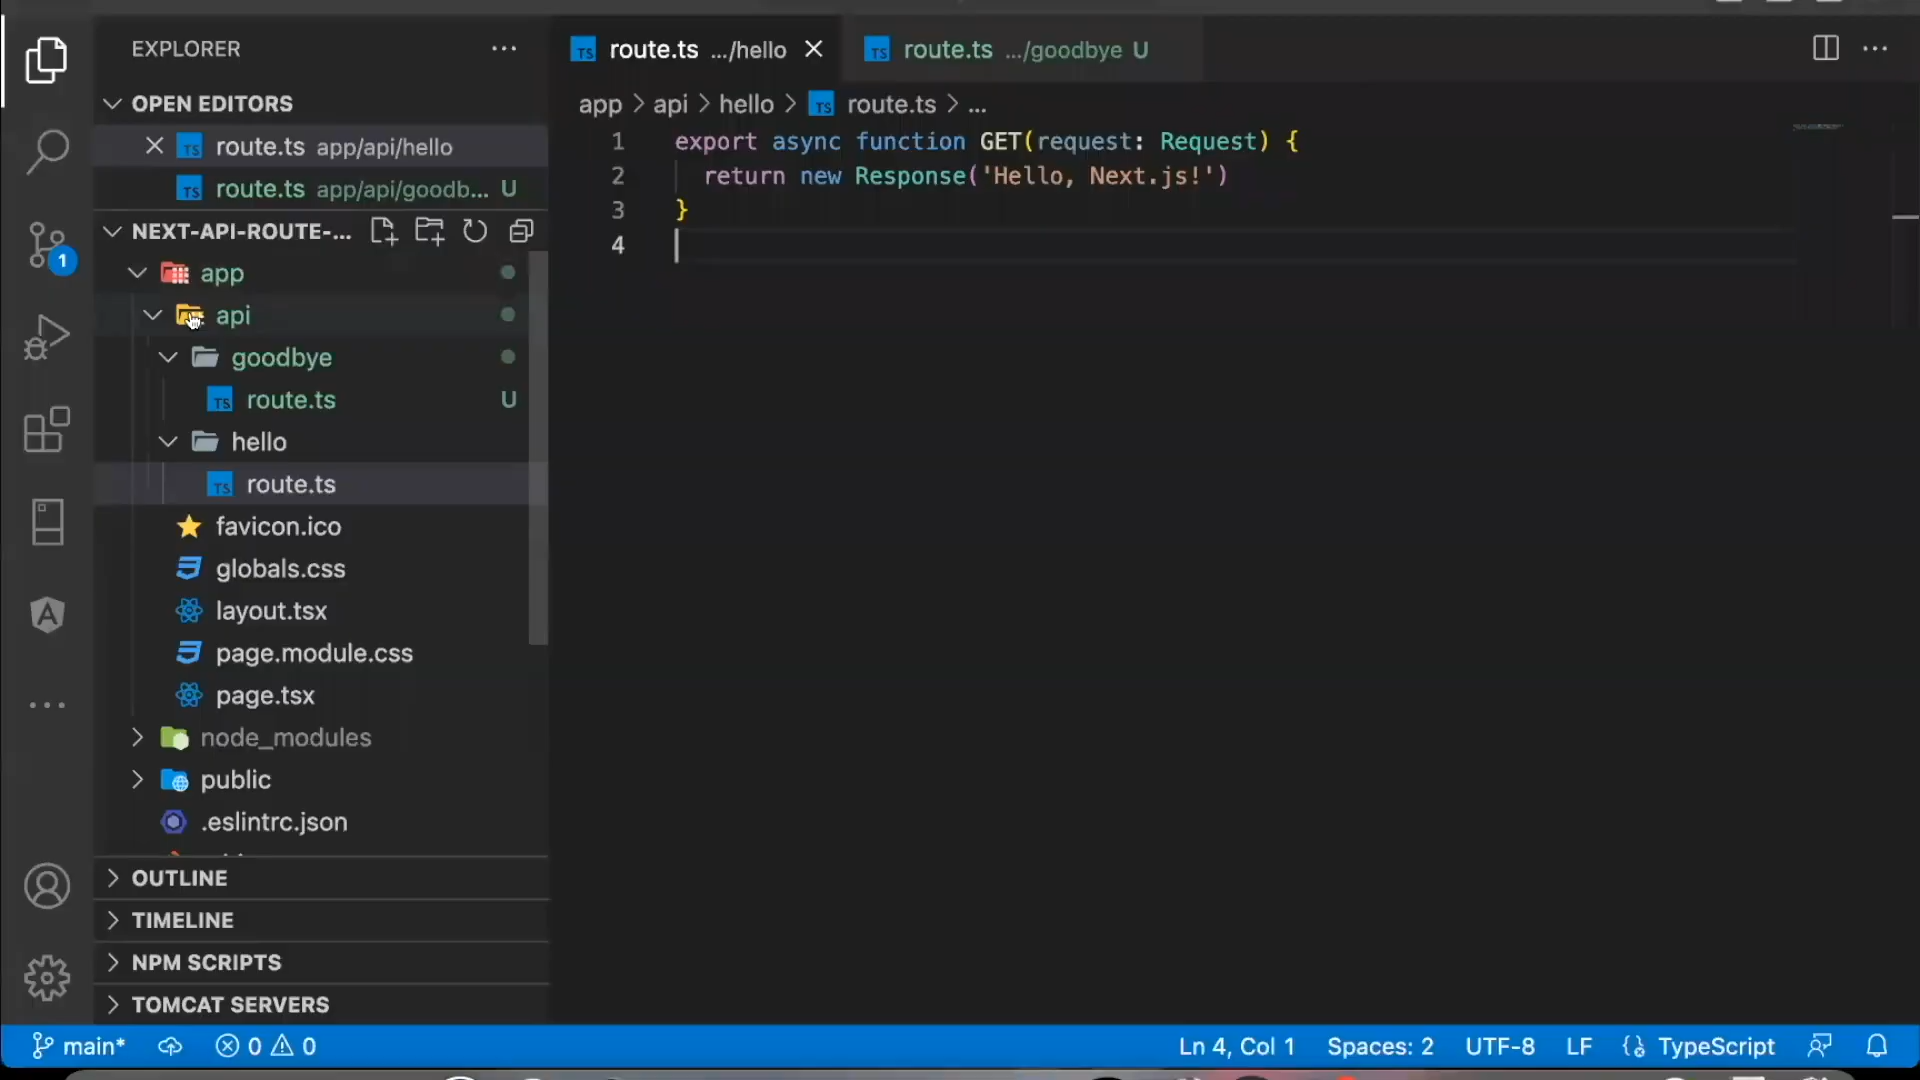 EXPLORER
OPEN EDITORS
route.ts app/api/hello
route.ts app/api/goodb... U
NEXT-API-ROUTE-...
app
api
goodbye
route.ts U
hello
route.ts
favicon.ico
globals.css
layout.tsx
page.module.css
page.tsx
node_modules
public
.eslintrc.json
OUTLINE
TIMELINE
NPM SCRIPTS
TOMCAT SERVERS
1
route.ts .../hello
route.ts .../goodbye U
app > api > hello > TS route.ts > ...
1 export async function GET(request: Request) {
2 return new Response('Hello, Next.js!')
3 }
4
main* 0 0
Ln 4, Col 1 Spaces: 2 UTF-8 LF {} TypeScript